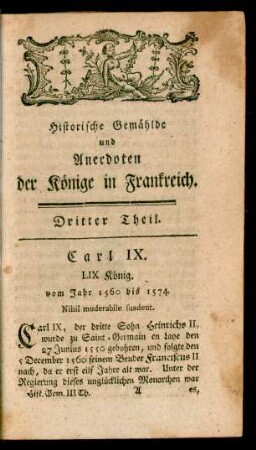 Historische Gemählde
und
Anecdoten
der Könige in Frankreich.
Dritter Theil.
Carl IX.
LIX König.
vom Jahr 1560 bis 1574.
Nihil moderabile suadent.
Carl IX, der dritte Sohn Heinrichs II,
wurde zu Saint-Germain en Laye den
27 Junius 1550 gebohren, und folgte den
5 December 1560 seinem Bruder Franciscus II
nach, da er erst eilf Jahre alt war. Unter der
Regierung dieses unglücklichen Monarchen war
Hist. Gem. III Th. A es,